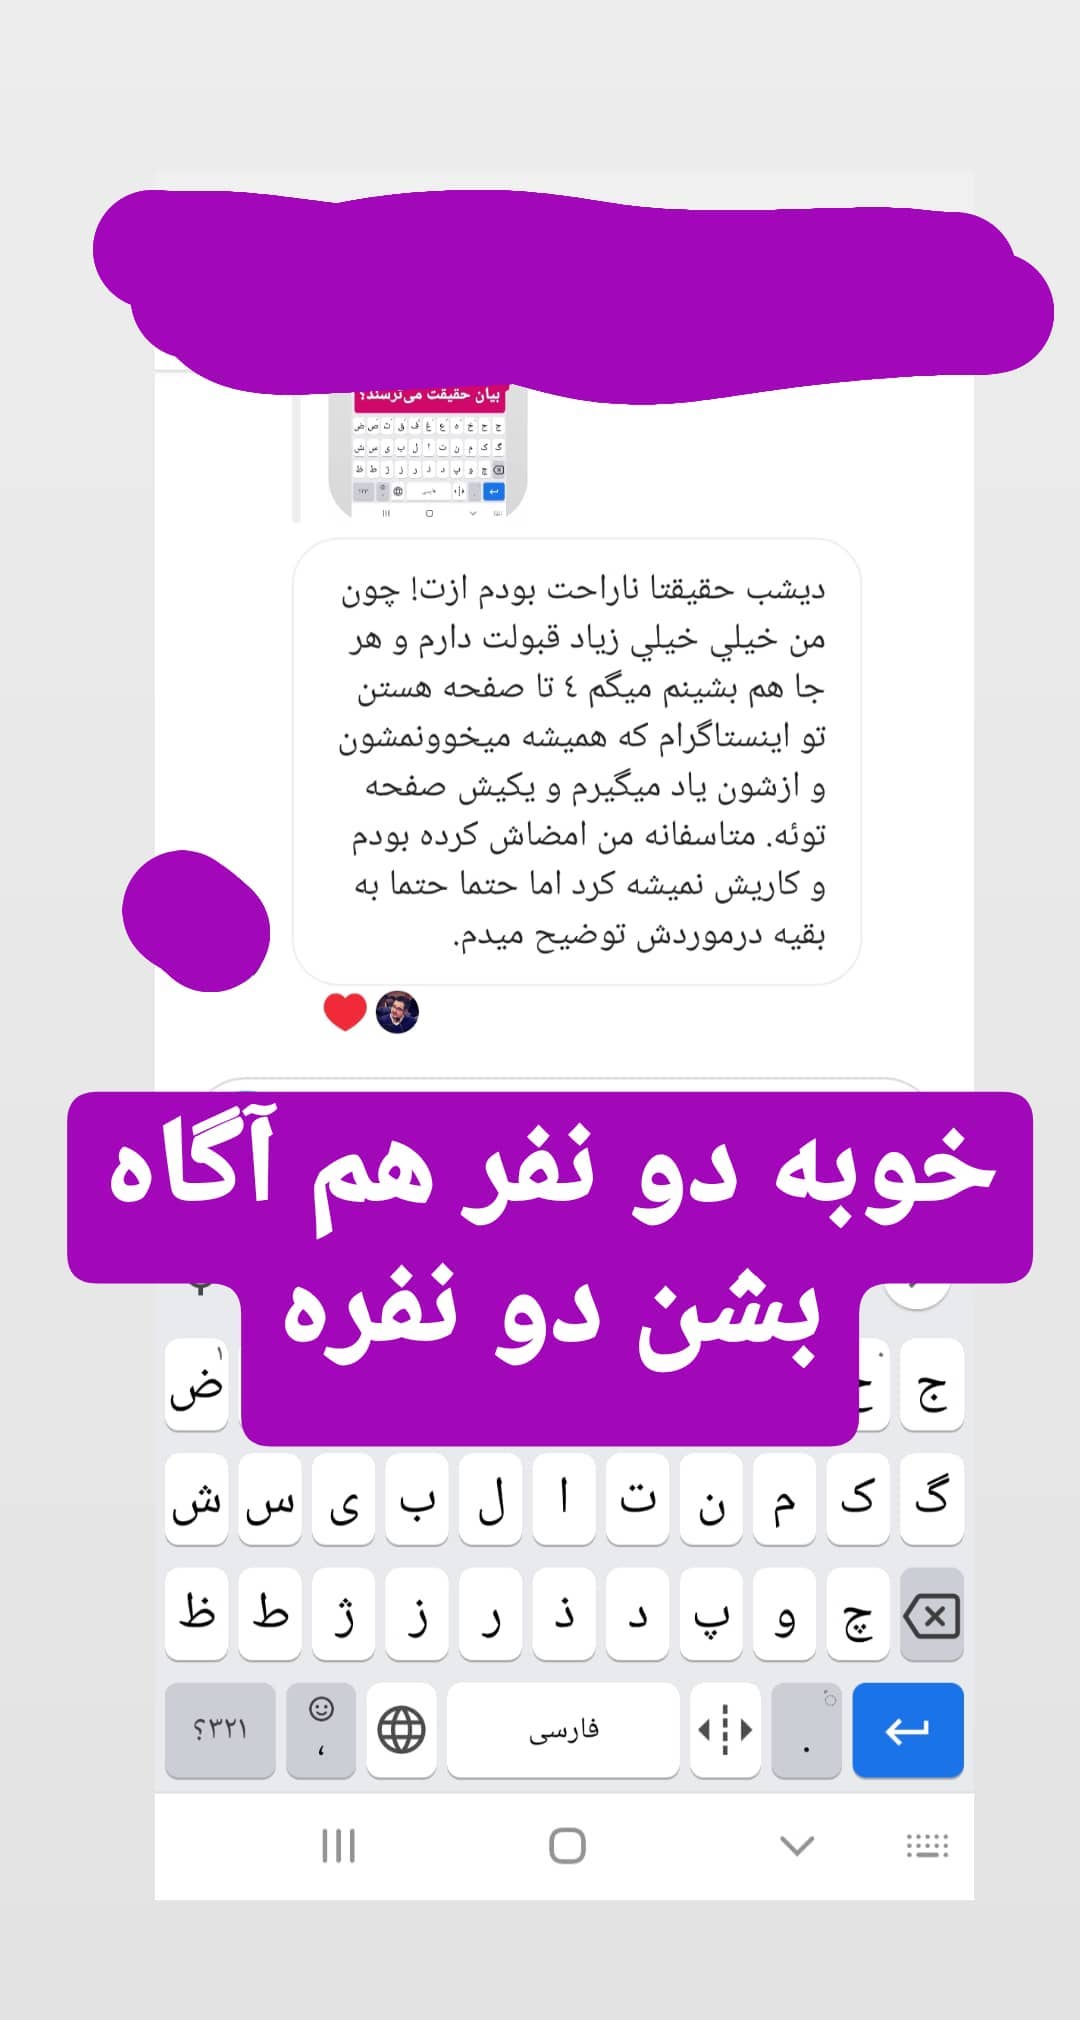 بیان حقیقت می‌ترسند؟
دیشب حقیقتا ناراحت بودم ازت! چون
من خیلي خیلي زیاد قبولت دارم و هر
جا هم بشینم میگم ٤ تا صفحه هستن
تو اینستاگرام که همیشه میخوونمشون
و ازشون یاد میگیرم و یکیش صفحه
توئه. متاسفانه من امضاش کرده بودم
و کاریش نمیشه کرد اما حتما حتما به
بقیه درموردش توضیح میدم.
خوبه دو نفر هم آگاه
بشن دو نفره
ض ج
ش س ی ب ل ا ت ن م ک گ
ظ ط ژ ز ر ذ د پ و چ
۳۲۱؟ ، فارسی .